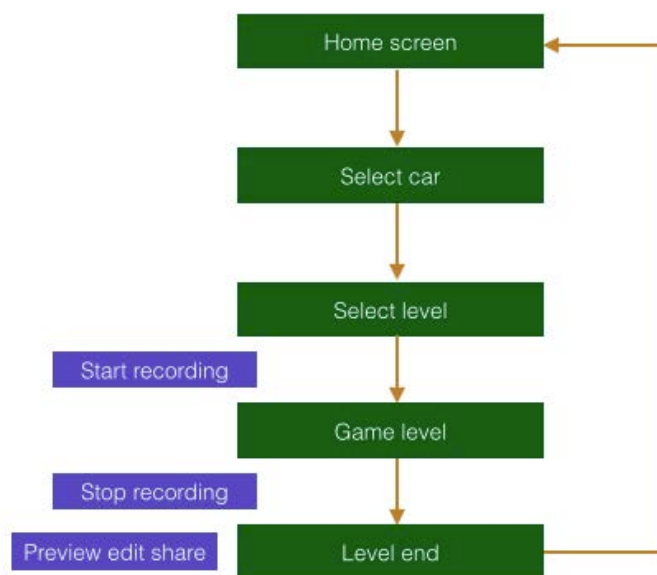 Home screen
Select car
Select level
Start recording
Game level
Stop recording
Preview edit share
Level end